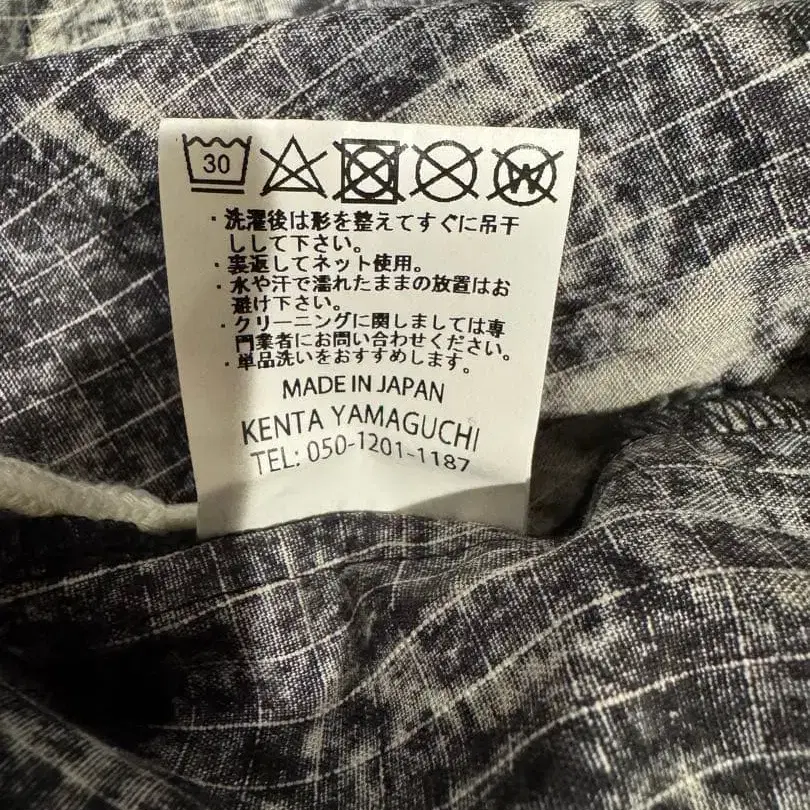 30
W
・洗濯後は形を整えてすぐに吊干
ししして下さい。
・裏返してネット使用。
・水や汗で濡れたままの放置はお
避け下さい。
・クリーニングに関しましては専
門業者にお問い合わせください。
・単品洗いをおすすめします。
MADE IN JAPAN
KENTA YAMAGUCHI
TEL: 050-1201-1187